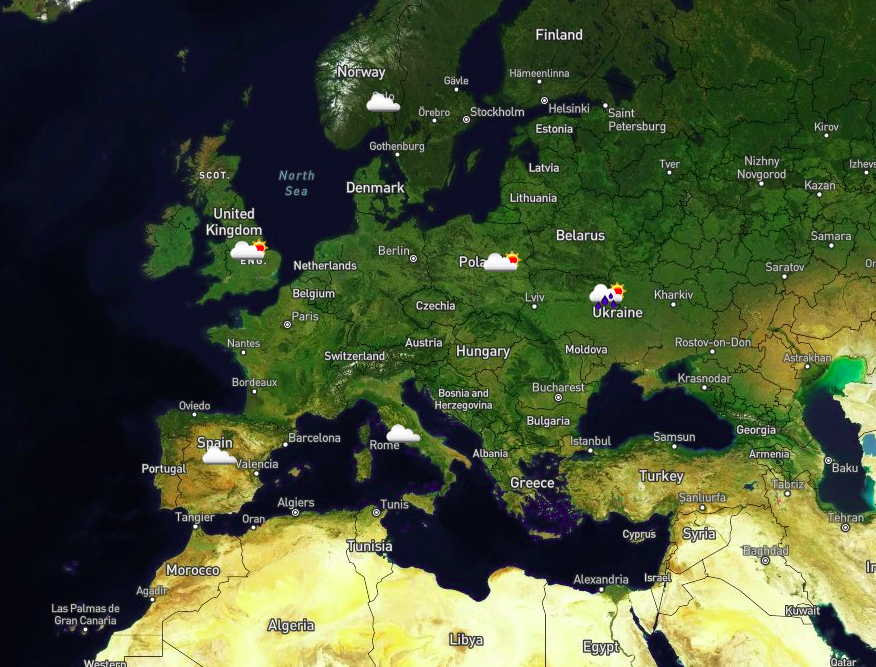 Finland
Norway
Hämeenlinna
Gävle
Örebro
Stockholm
Helsinki
Saint
Petersburg
Estonia
Kirov
Gothenburg
Latvia
Tver
Nizhny
Novgorod
Izhevs
Kazan
SCOT.
North
Sea
Denmark
Lithuania
United
Kingdom
Belarus
Samara
Berlin
ENG.
Netherlands
Saratov
Belgium
Czechia
Lviv
Kharkiv
Ukraine
Paris
Nantes
Switzerland
Austria
Hungary
Moldova
Rostov-on-Don
Astrakhan
Krasnodar
Bordeaux
Bosnia and
Herzegovina
Bucharest
Oviedo
Bulgaria
Georgia
Spain
Barcelona
Rome
Albania
Istanbul
Samsun
Armenia
Portugal
Valencia
Baku
Greece
Turkey
Tabriz
Şanlıurfa
Algiers
Tunis
Tangier
Oran
Tehran
Cyprus
Syria
Tunisia
Baghdad
Morocco
Alexandria
Israel
Agadir
Las Palmas de
Gran Canaria
Kuwait
Algeria
Libya
Egypt
Western
Qatar